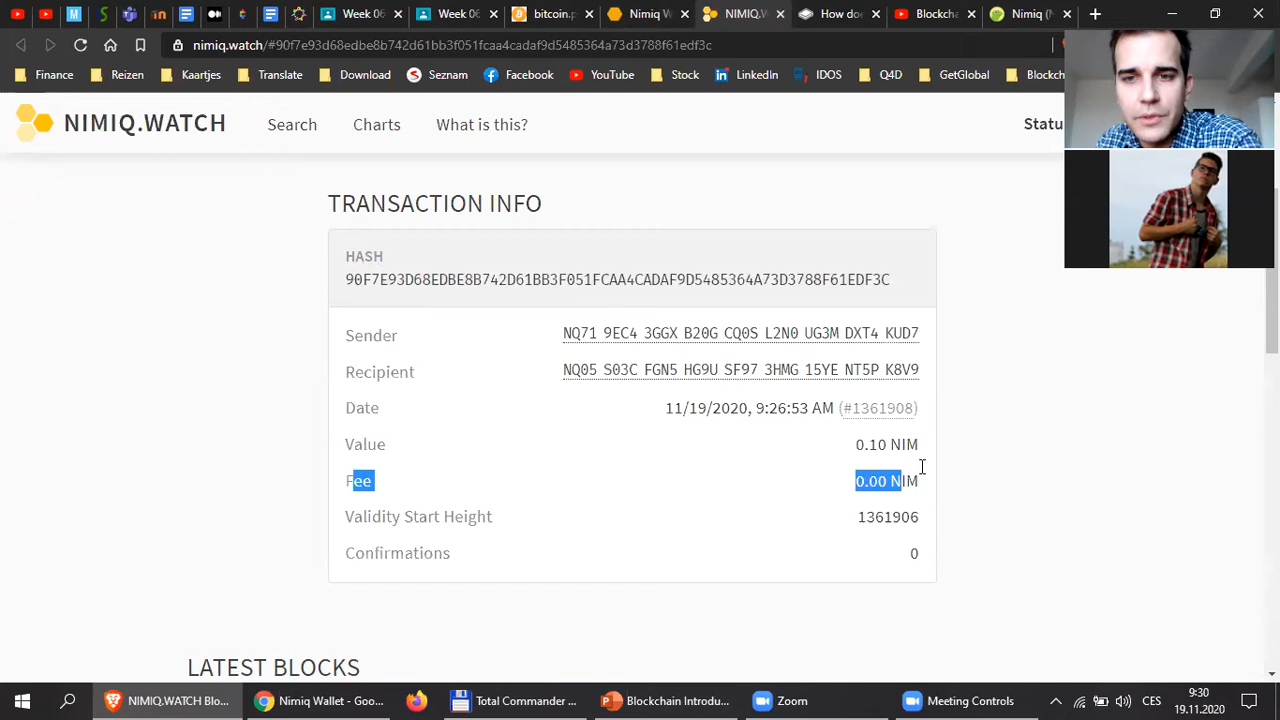 Week 06
Week 06
bitcoin.p
Nimiq W
NIMIQ.W
How doe
Blockcha
Nimiq (N
nimiq.watch/#90f7e93d68edbe8b742d61bb3f051fcaa4cadaf9d5485364a73d3788f61edf3c
Finance
Reizen
Kaartjes
Translate
Download
Seznam
Facebook
YouTube
Stock
LinkedIn
IDOS
Q4D
GetGlobal
Blockch
NIMIQ.WATCH
Search
Charts
What is this?
Statu
TRANSACTION INFO
HASH
90F7E93D68EDBE8B742D61BB3F051FCAA4CADAF9D5485364A73D3788F61EDF3C
Sender NQ71 9EC4 3GGX B20G CQ0S L2N0 UG3M DXT4 KUD7
Recipient NQ05 S03C FGN5 HG9U SF97 3HMG 15YE NT5P K8V9
Date 11/19/2020, 9:26:53 AM (#1361908)
Value 0.10 NIM
Fee 0.00 NIM
Validity Start Height 1361906
Confirmations 0
LATEST BLOCKS
NIMIQ.WATCH Blo...
Nimiq Wallet - Goo...
Total Commander ...
Blockchain Introdu...
Zoom
Meeting Controls
CES
9:30
19.11.2020